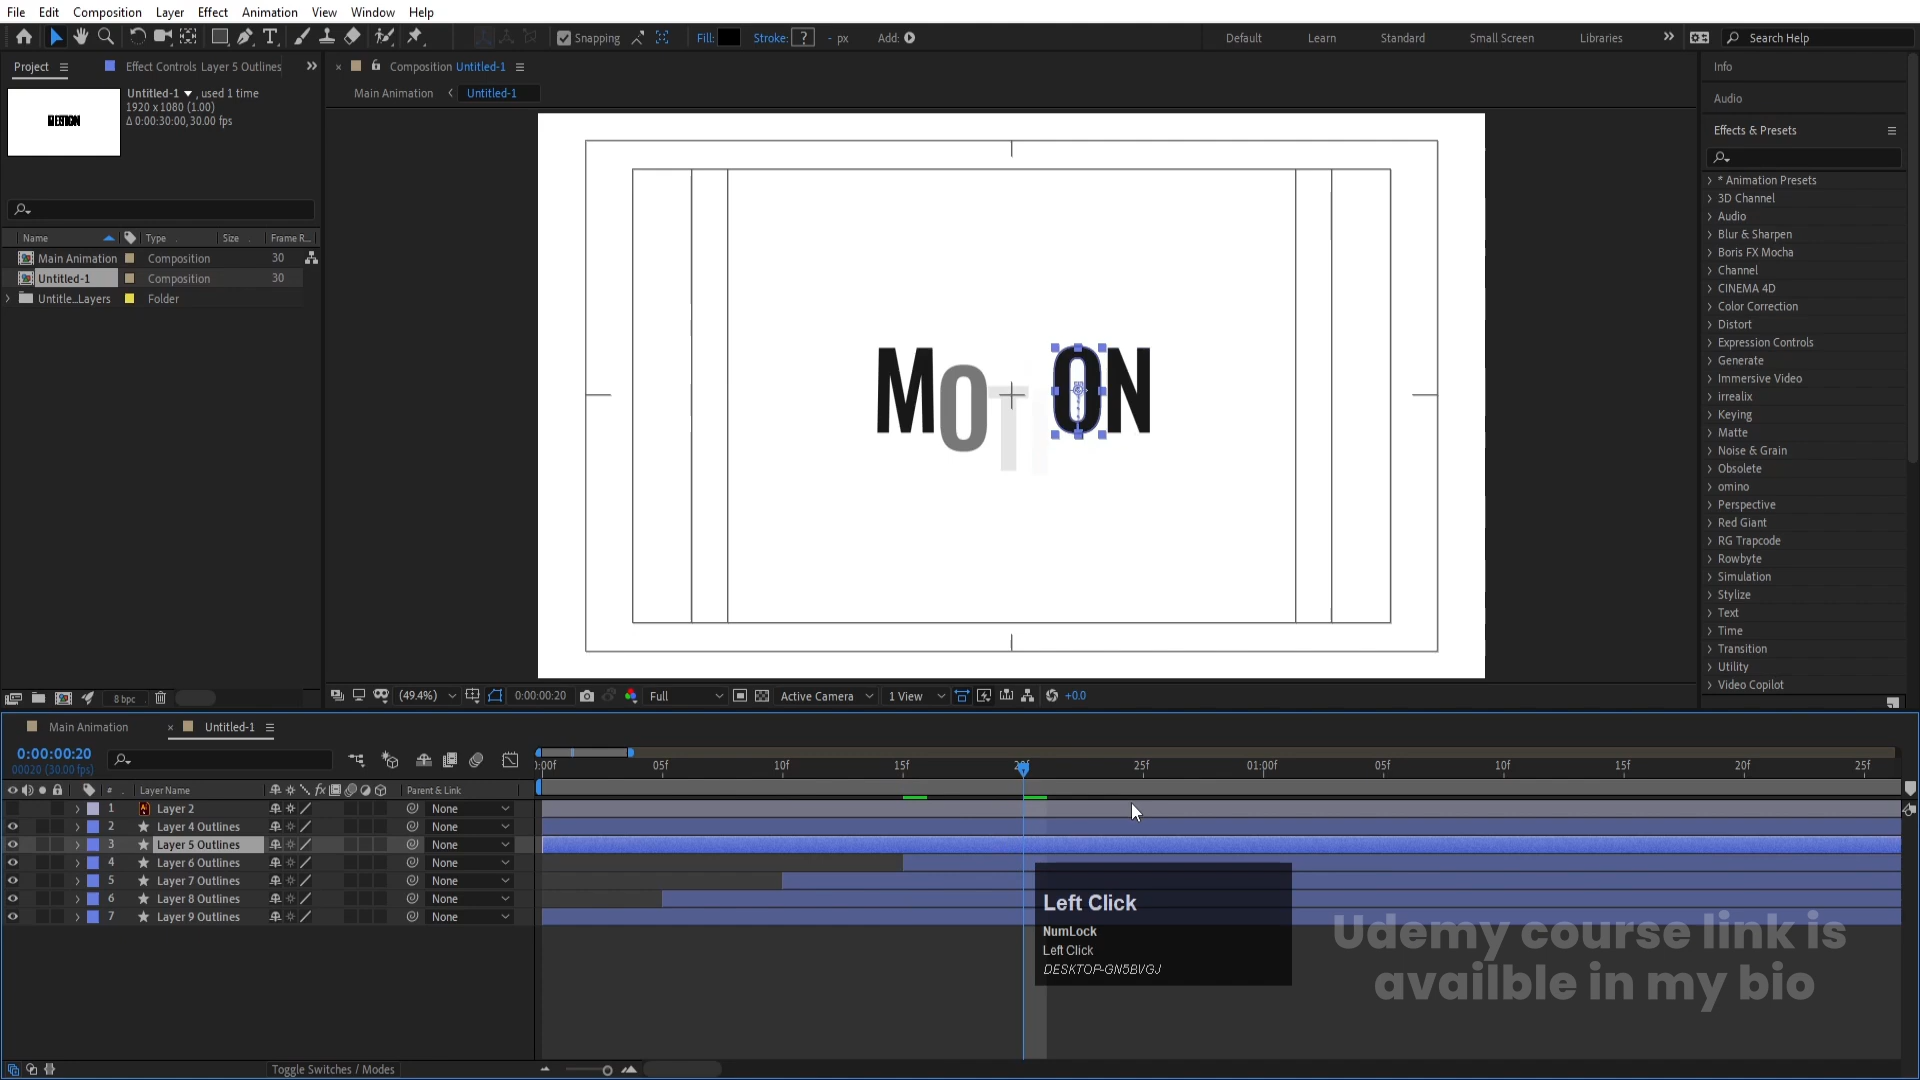 File Edit Composition Layer Effect Animation View Window Help
Snapping Fill: Stroke: ? - px Add: Default Learn Standard Small Screen Libraries Search Help
Project Effect Controls Layer 5 Outlines Composition Untitled-1 Info
Untitled-1 , used 1 time
1920 x 1080 (1.00)
Δ 0:00:30:00, 30.00 fps
Main Animation Untitled-1
Audio
Effects & Presets
Name Type Size Frame R...
Main Animation Composition 30
Untitled-1 Composition 30
Untitle...Layers Folder
MOTION
* Animation Presets
3D Channel
Audio
Blur & Sharpen
Boris FX Mocha
Channel
CINEMA 4D
Color Correction
Distort
Expression Controls
Generate
Immersive Video
irrealix
Keying
Matte
Noise & Grain
Obsolete
omino
Perspective
Red Giant
RG Trapcode
Rowbyte
Simulation
Stylize
Text
Time
Transition
Utility
Video Copilot
8 bpc (49.4%) 0:00:00:20 Full Active Camera 1 View +0.0
Main Animation Untitled-1
0:00:00:20
00020 (30.00 fps)
):00f 05f 10f 15f 20f 25f 01:00f 05f 10f 15f 20f 25f
# Layer Name Parent & Link
1 Layer 2 None
2 Layer 4 Outlines None
3 Layer 5 Outlines None
4 Layer 6 Outlines None
5 Layer 7 Outlines None
6 Layer 8 Outlines None
7 Layer 9 Outlines None
Left Click
NumLock
Left Click
DESKTOP-GN5BVGJ
Udemy course link is
availble in my bio
Toggle Switches / Modes